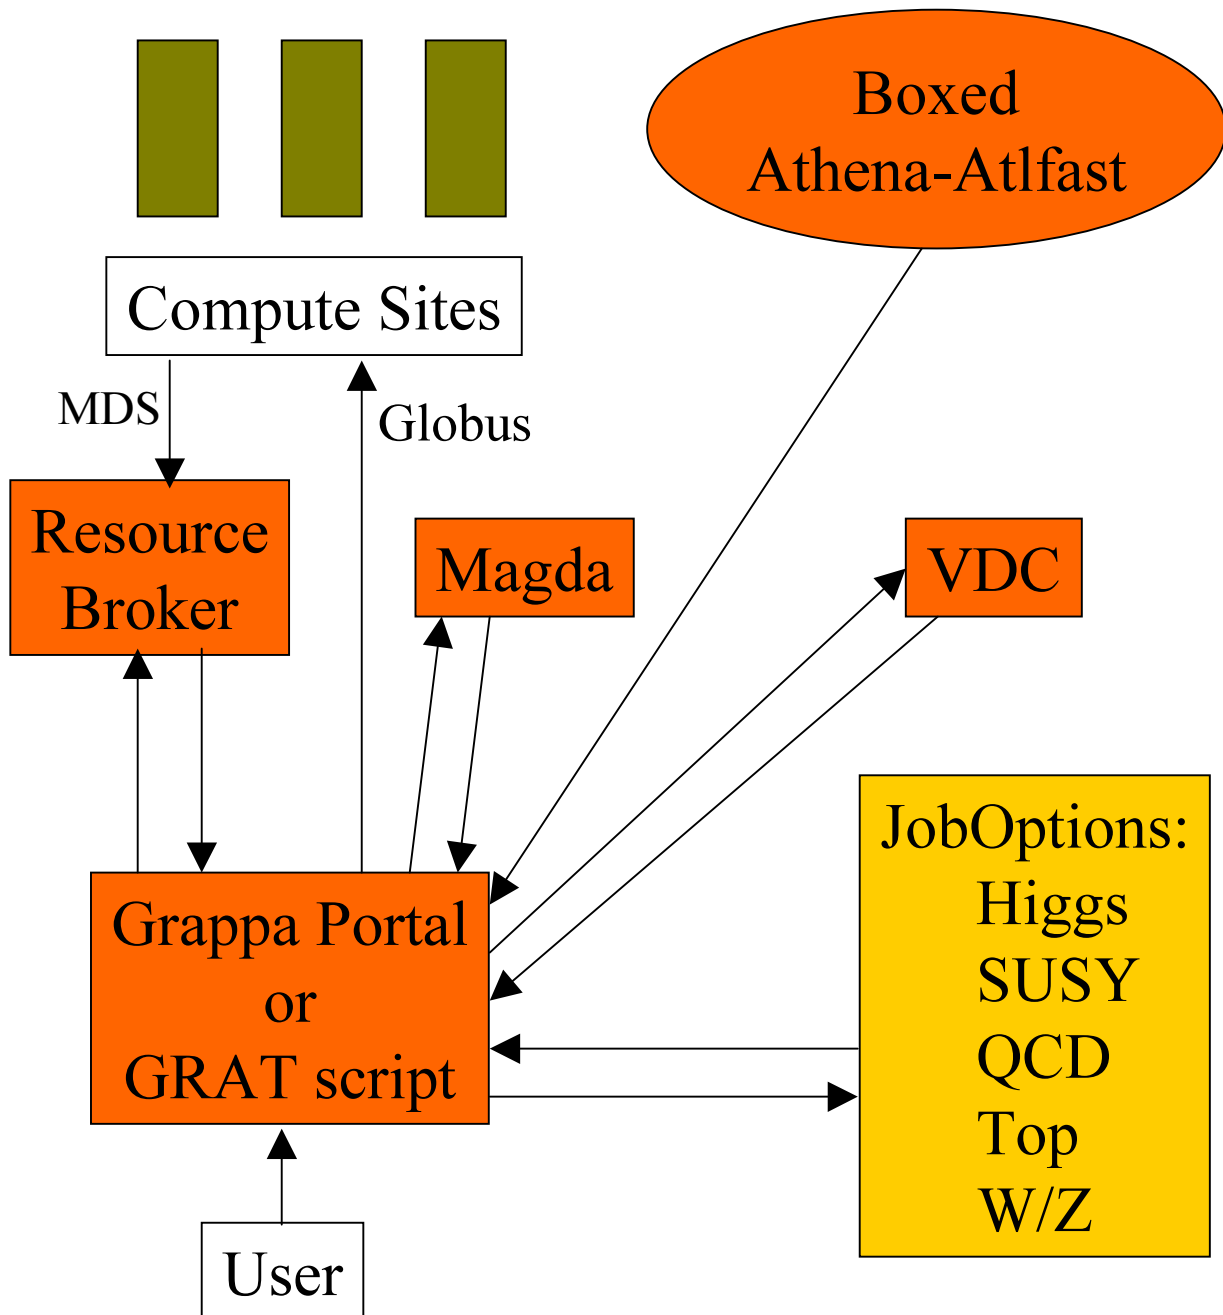 Boxed
Athena-Atlfast
Compute Sites
MDS
Globus
Resource
Broker
Magda
VDC
JobOptions:
Higgs
SUSY
QCD
Top
W/Z
Grappa Portal
or
GRAT script
User